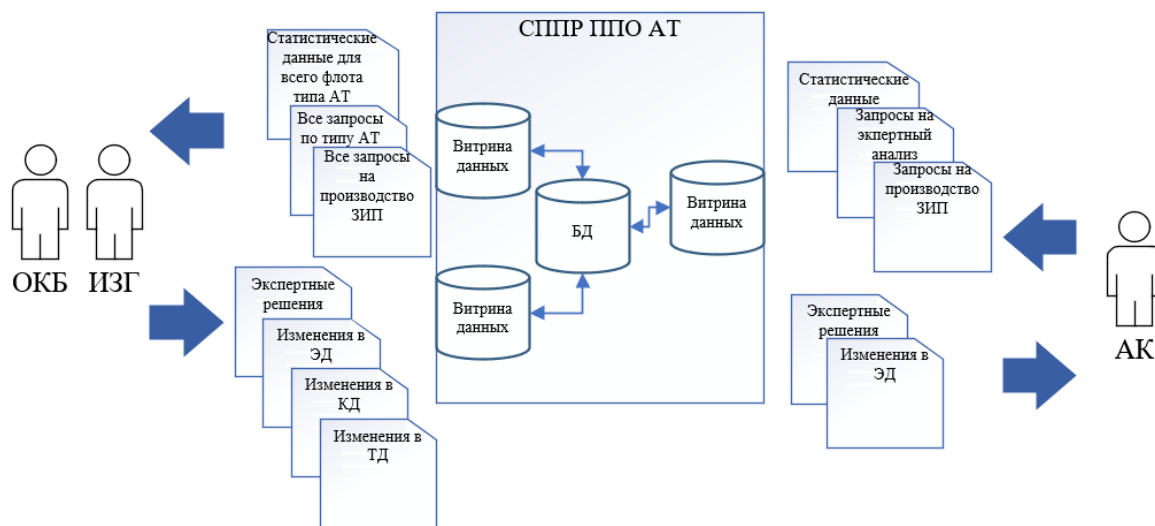 СППР ППО АТ
Статистические
данные для
всего флота
типа АТ
Все запросы
по типу АТ
Все запросы
на
производство
ЗИП
Витрина
данных
БД
Витрина
данных
Витрина
данных
Статистические
данные
Запросы на
экпертный
анализ
Запросы на
производство
ЗИП
ОКБ
ИЗГ
Экспертные
решения
Изменения в
ЭД
Изменения в
КД
Изменения в
ТД
Экспертные
решения
Изменения в
ЭД
АК